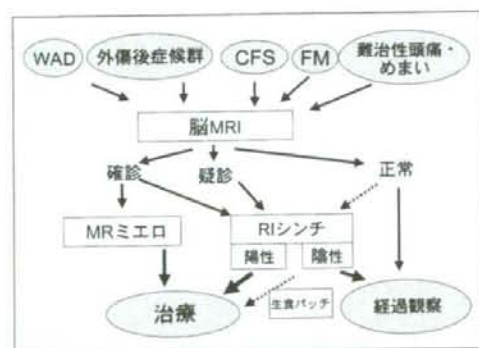 WAD
外傷後症候群
CFS
FM
難治性頭痛・
めまい
脳MRI
確診
疑診
正常
MRミエロ
RIシンチ
陽性
陰性
治療
生食パッチ
経過観察